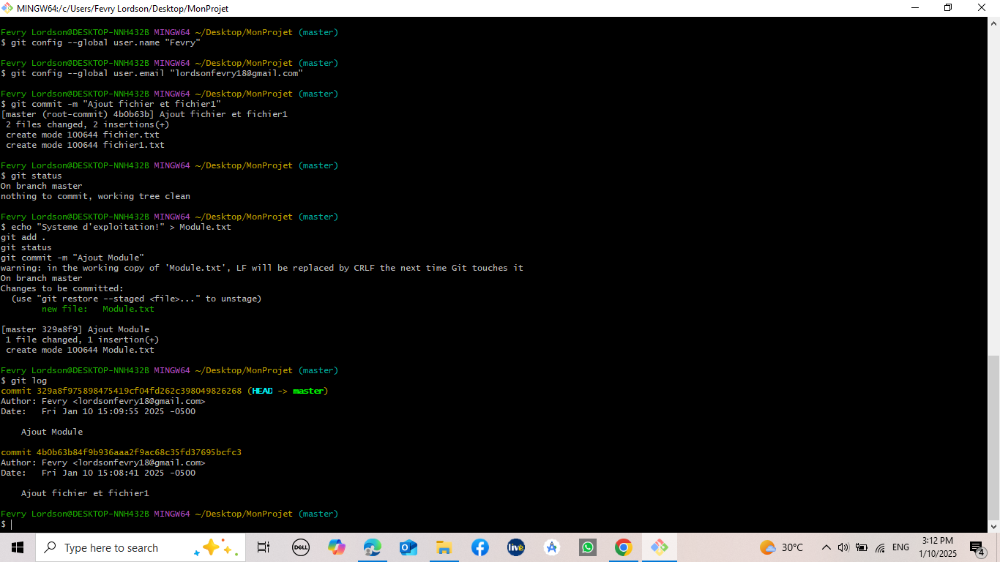 MINGW64:/c/Users/Fevry Lordson/Desktop/MonProjet
Fevry Lordson@DESKTOP-NNH432B MINGW64 ~/Desktop/MonProjet (master)
$ git config --global user.name "Fevry"
Fevry Lordson@DESKTOP-NNH432B MINGW64 ~/Desktop/MonProjet (master)
$ git config --global user.email "lordsonfevry18@gmail.com"
Fevry Lordson@DESKTOP-NNH432B MINGW64 ~/Desktop/MonProjet (master)
$ git commit -m "Ajout fichier et fichier1"
[master (root-commit) 4b0b63b] Ajout fichier et fichier1
 2 files changed, 2 insertions(+)
 create mode 100644 fichier.txt
 create mode 100644 fichier1.txt
Fevry Lordson@DESKTOP-NNH432B MINGW64 ~/Desktop/MonProjet (master)
$ git status
On branch master
nothing to commit, working tree clean
Fevry Lordson@DESKTOP-NNH432B MINGW64 ~/Desktop/MonProjet (master)
$ echo "Systeme d'exploitation!" > Module.txt
git add .
git status
git commit -m "Ajout Module"
warning: in the working copy of 'Module.txt', LF will be replaced by CRLF the next time Git touches it
On branch master
Changes to be committed:
  (use "git restore --staged <file>..." to unstage)
        new file:   Module.txt
[master 329a8f9] Ajout Module
 1 file changed, 1 insertion(+)
 create mode 100644 Module.txt
Fevry Lordson@DESKTOP-NNH432B MINGW64 ~/Desktop/MonProjet (master)
$ git log
commit 329a8f975898475419cf04fd262c398049826268 (HEAD -> master)
Author: Fevry <lordsonfevry18@gmail.com>
Date:   Fri Jan 10 15:09:55 2025 -0500
    Ajout Module
commit 4b0b63b84f9b936aaa2f9ac68c35fd37695bcfc3
Author: Fevry <lordsonfevry18@gmail.com>
Date:   Fri Jan 10 15:08:41 2025 -0500
    Ajout fichier et fichier1
Fevry Lordson@DESKTOP-NNH432B MINGW64 ~/Desktop/MonProjet (master)
$
Type here to search
DELL
live
30°C
ENG
3:12 PM
1/10/2025
4